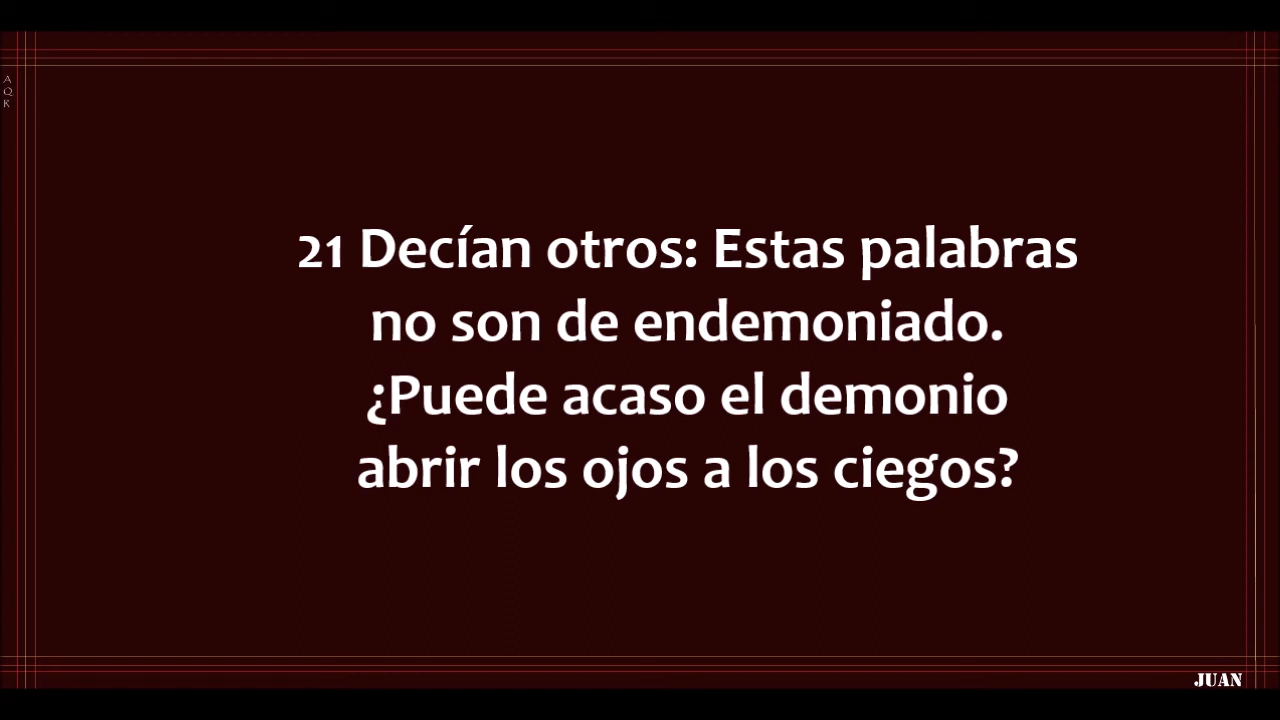 A
Q
K
21 Decían otros: Estas palabras
no son de endemoniado.
¿Puede acaso el demonio
abrir los ojos a los ciegos?
JUAN